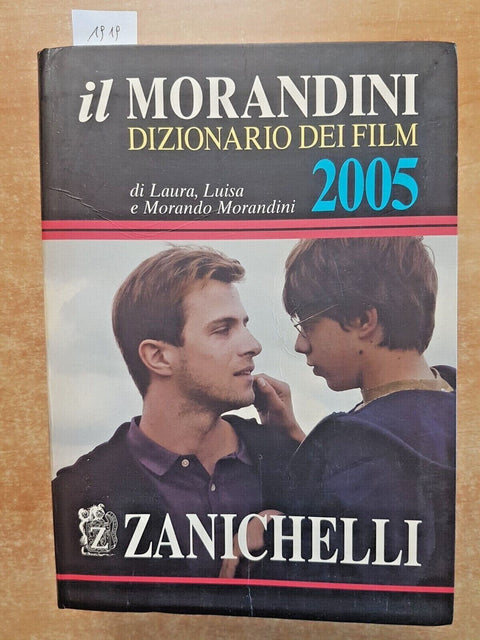 1919
il MORANDINI
DIZIONARIO DEI FILM
2005
di Laura, Luisa
e Morando Morandini
Z
ZANICHELLI